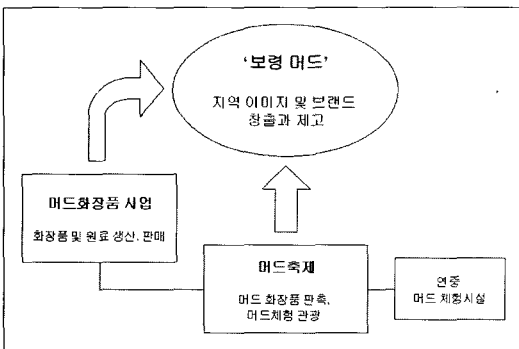 ‘보령 머드’
지역 이미지 및 브랜드
창출과 제고
머드화장품 사업
화장품 및 원료 생산, 판매
머드축제
머드 화장품 판촉,
머드체험 관광
연중
머드 체험시설